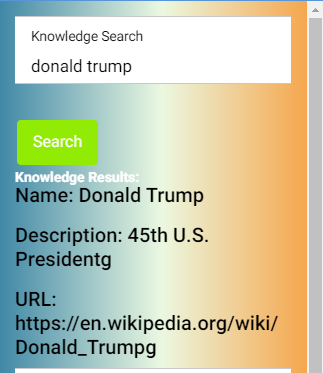 Knowledge Search
donald trump
Search
Knowledge Results:
Name: Donald Trump
Description: 45th U.S.
Presidentg
URL:
https://en.wikipedia.org/wiki/
Donald_Trumpg